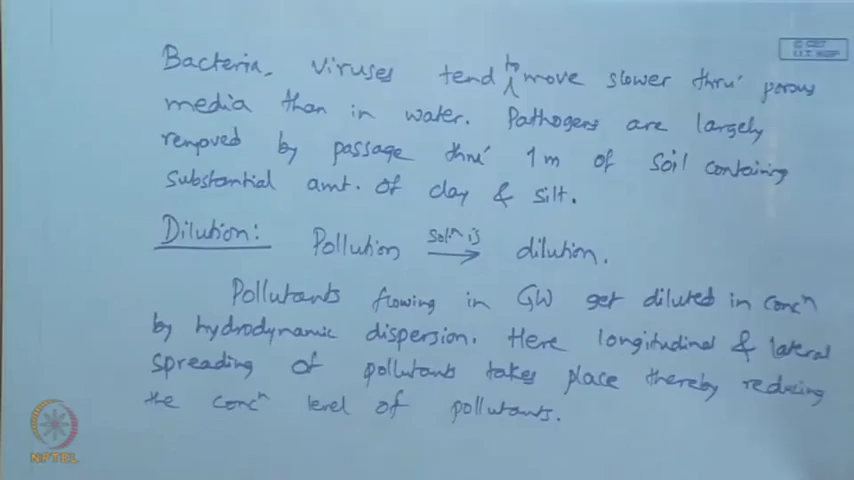 © CET
I.I.T. KGP
Bacteria, viruses tend to move slower thru' porous
media than in water. Pathogens are largely
removed by passage thru' 1m of soil containing
substantial amt. of clay & silt.
Dilution: Pollution soln is → dilution.
Pollutants flowing in GW get diluted in concn
by hydrodynamic dispersion. Here longitudinal & lateral
spreading of pollutants takes place thereby reducing
the concn level of pollutants.
NPTEL